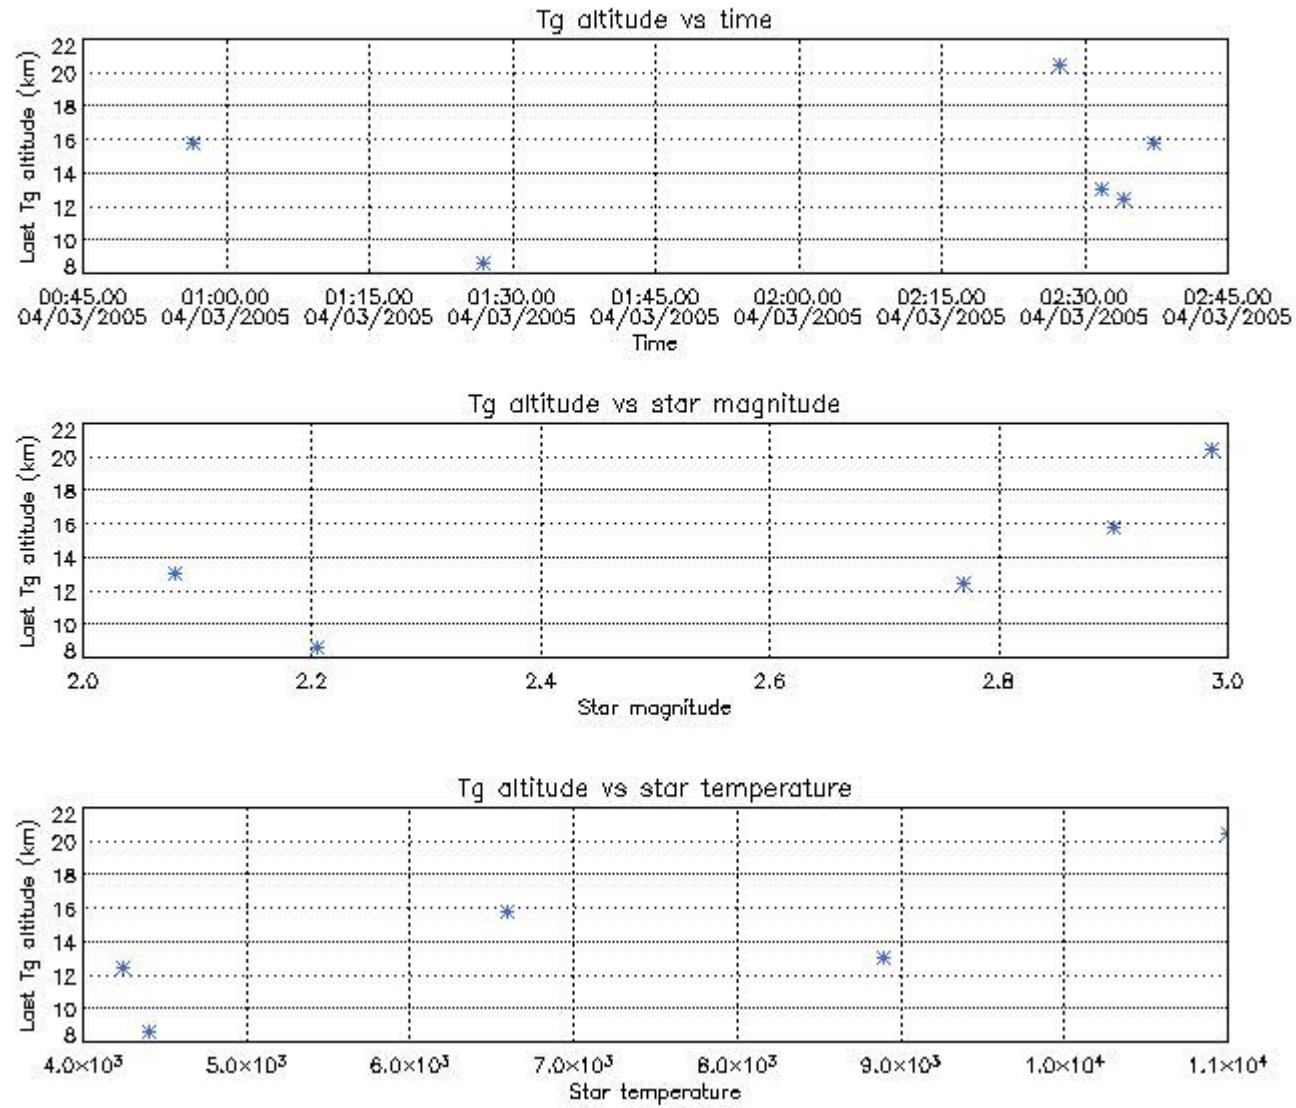 Tg altitude vs time
Last Tg altitude (km)
22
20
18
16
14
12
10
8
00:45.00 01:00.00 01:15.00 01:30.00 01:45.00 02:00.00 02:15.00 02:30.00 02:45.00
04/03/2005 04/03/2005 04/03/2005 04/03/2005 04/03/2005 04/03/2005 04/03/2005 04/03/2005 04/03/2005
Time
Tg altitude vs star magnitude
Last Tg altitude (km)
22
20
18
16
14
12
10
8
2.0 2.2 2.4 2.6 2.8 3.0
Star magnitude
Tg altitude vs star temperature
Last Tg altitude (km)
22
20
18
16
14
12
10
8
4.0×10³ 5.0×10³ 6.0×10³ 7.0×10³ 8.0×10³ 9.0×10³ 1.0×10⁴ 1.1×10⁴
Star temperature